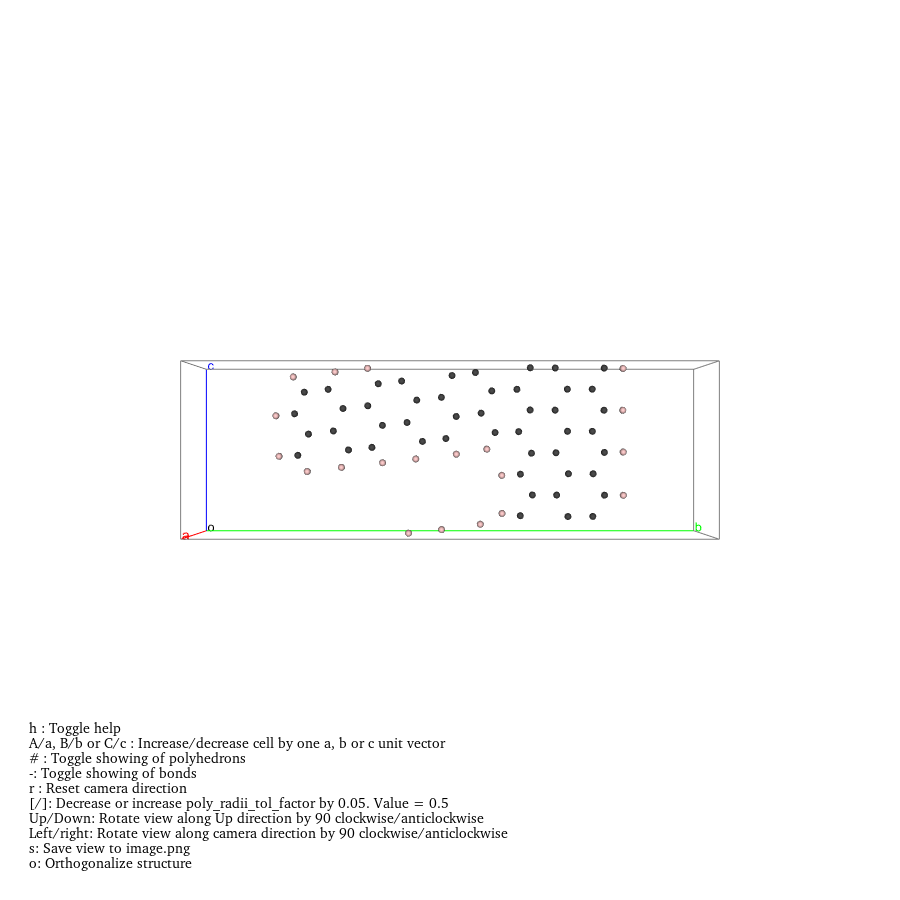 c
o
b
a
h : Toggle help
A/a, B/b or C/c : Increase/decrease cell by one a, b or c unit vector
# : Toggle showing of polyhedrons
-: Toggle showing of bonds
r : Reset camera direction
[/]: Decrease or increase poly_radii_tol_factor by 0.05. Value = 0.5
Up/Down: Rotate view along Up direction by 90 clockwise/anticlockwise
Left/right: Rotate view along camera direction by 90 clockwise/anticlockwise
s: Save view to image.png
o: Orthogonalize structure